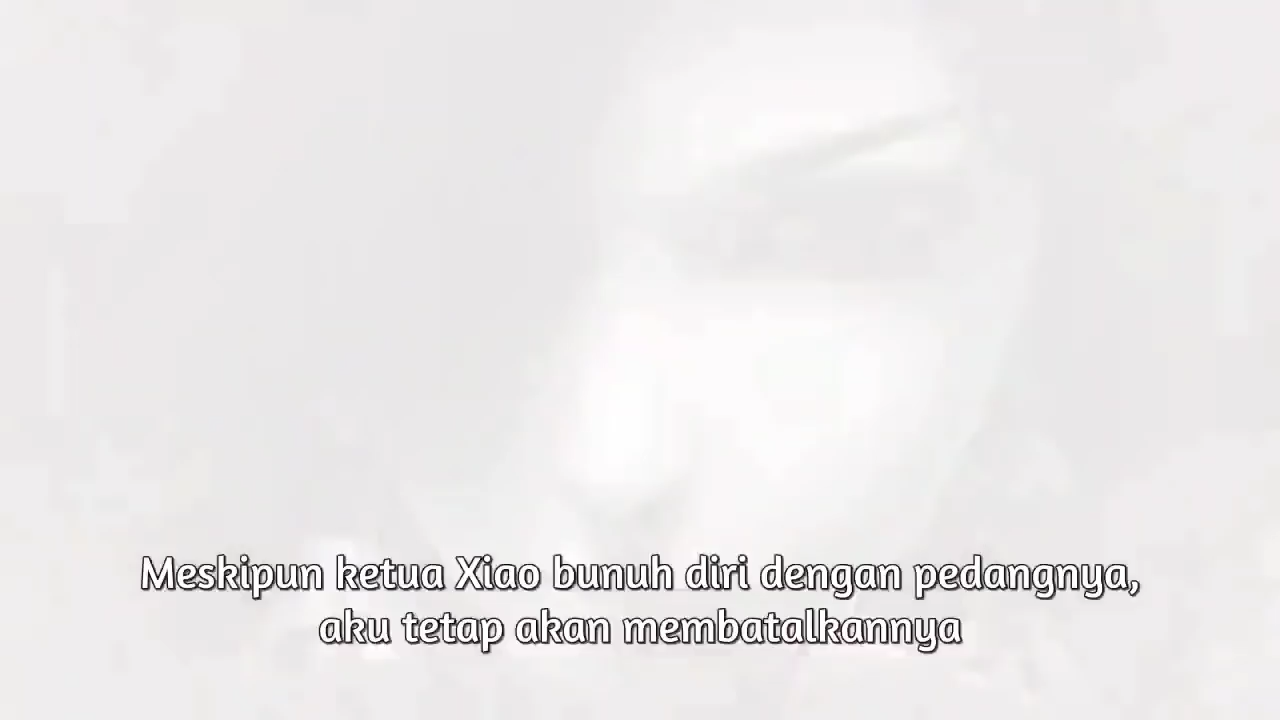 Meskipun ketua Xiao bunuh diri dengan pedangnya,
aku tetap akan membatalkannya